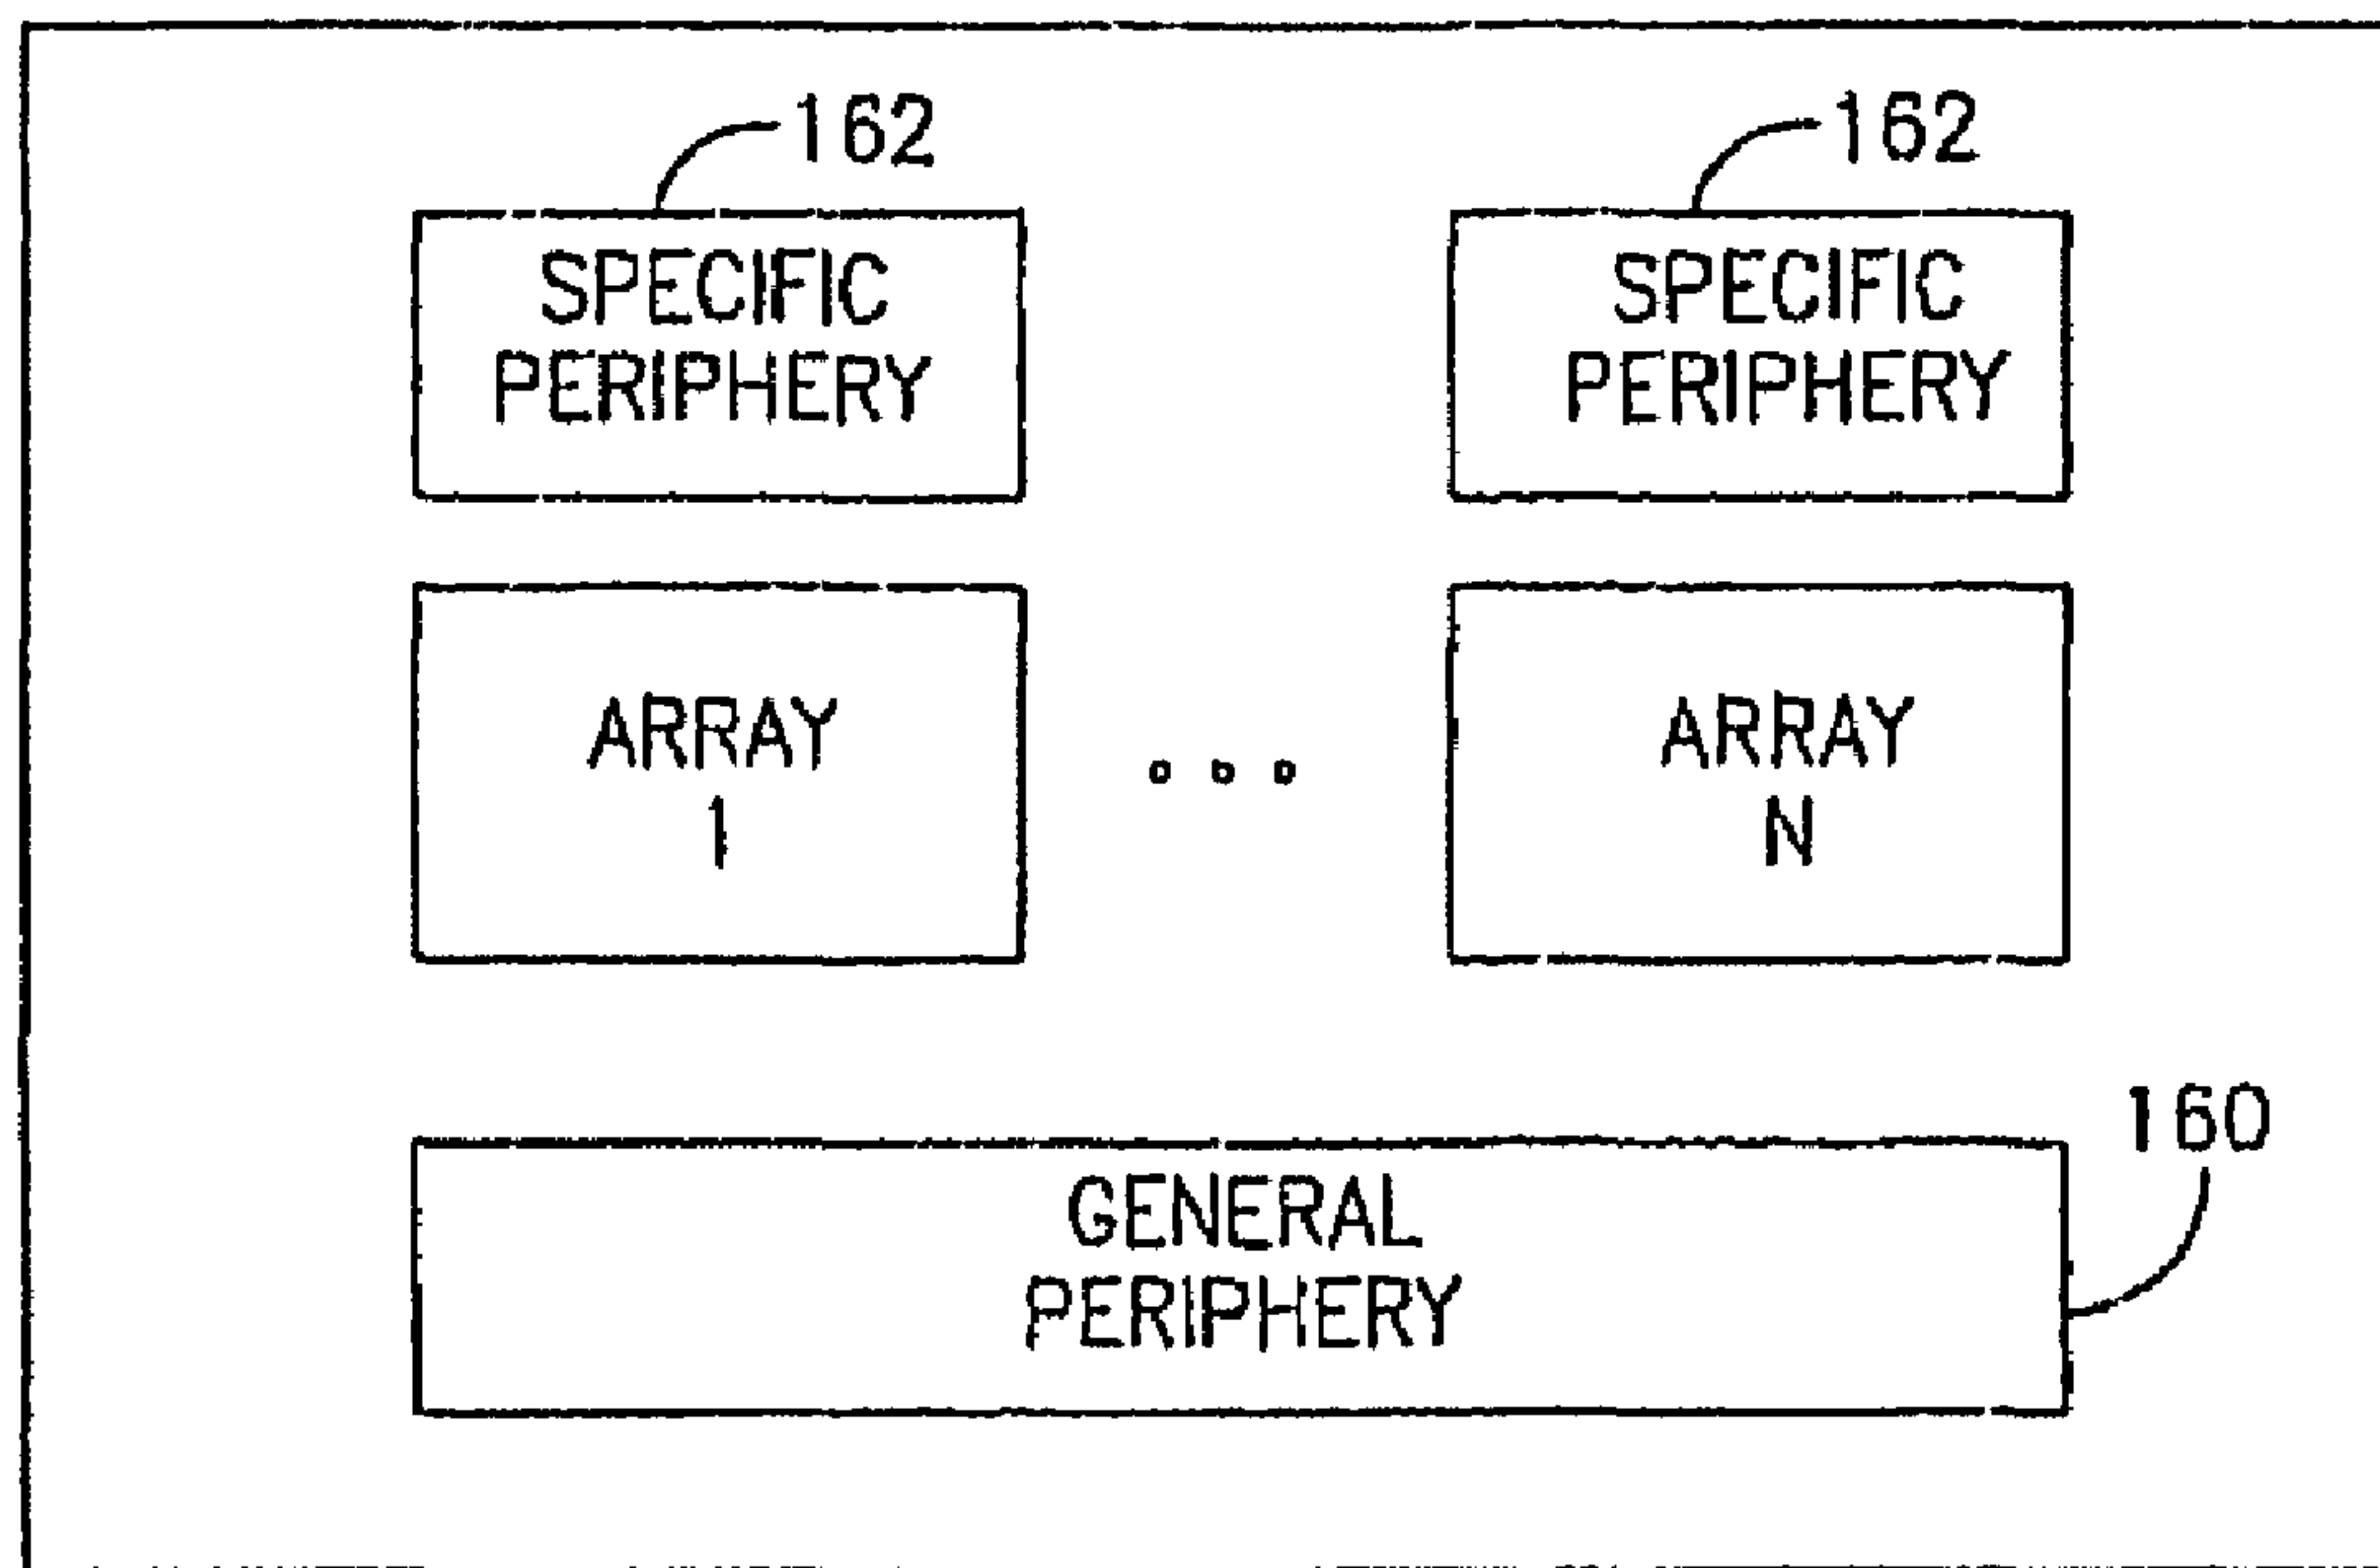 162 162
SPECIFIC PERIPHERY
SPECIFIC PERIPHERY
ARRAY 1
ARRAY N
160
GENERAL
PERIPHERY